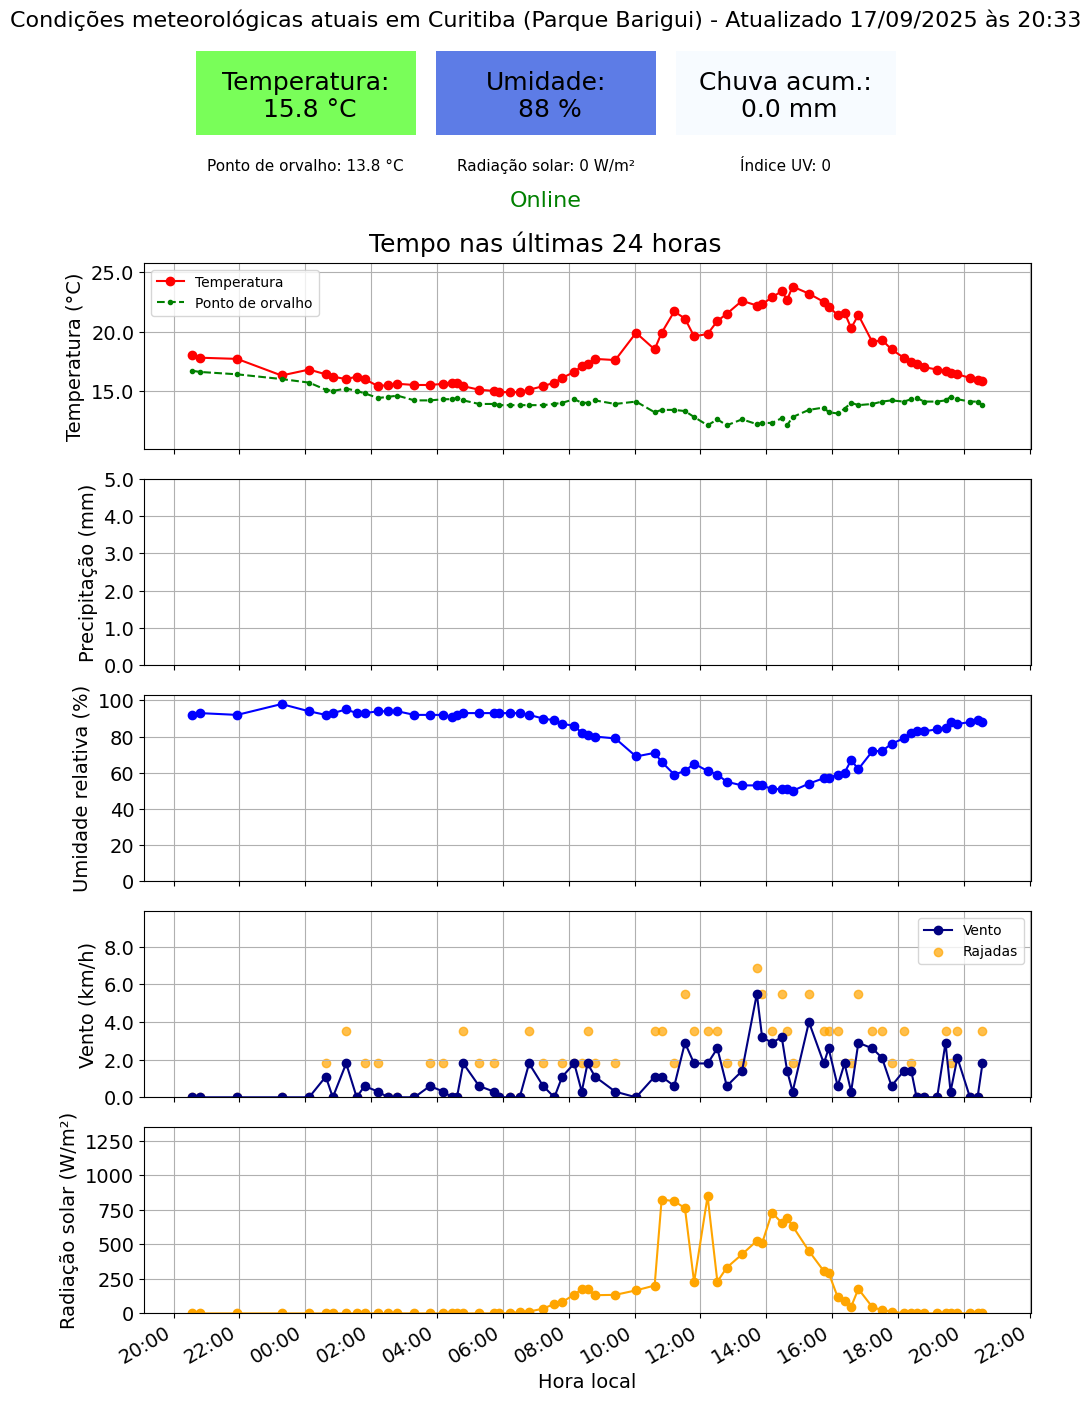 Condições meteorológicas atuais em Curitiba (Parque Barigui) - Atualizado 17/09/2025 às 20:33
Temperatura:
15.8 °C
Umidade:
88 %
Chuva acum.:
0.0 mm
Ponto de orvalho: 13.8 °C
Radiação solar: 0 W/m²
Índice UV: 0
Online
Tempo nas últimas 24 horas
Temperatura (°C)
25.0
20.0
15.0
Temperatura
Ponto de orvalho
Precipitação (mm)
5.0
4.0
3.0
2.0
1.0
0.0
Umidade relativa (%)
100
80
60
40
20
0
Vento (km/h)
8.0
6.0
4.0
2.0
0.0
Vento
Rajadas
Radiação solar (W/m²)
1250
1000
750
500
250
0
20:00
22:00
00:00
02:00
04:00
06:00
08:00
10:00
12:00
14:00
16:00
18:00
20:00
22:00
Hora local